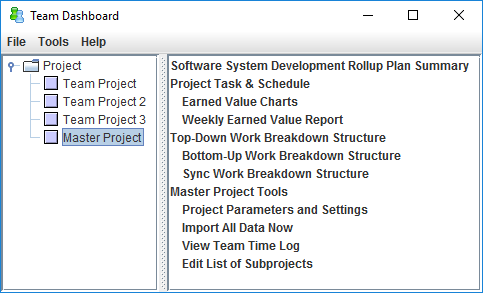 Team Dashboard
File Tools Help
Project
Team Project
Team Project 2
Team Project 3
Master Project
Software System Development Rollup Plan Summary
Project Task & Schedule
Earned Value Charts
Weekly Earned Value Report
Top-Down Work Breakdown Structure
Bottom-Up Work Breakdown Structure
Sync Work Breakdown Structure
Master Project Tools
Project Parameters and Settings
Import All Data Now
View Team Time Log
Edit List of Subprojects